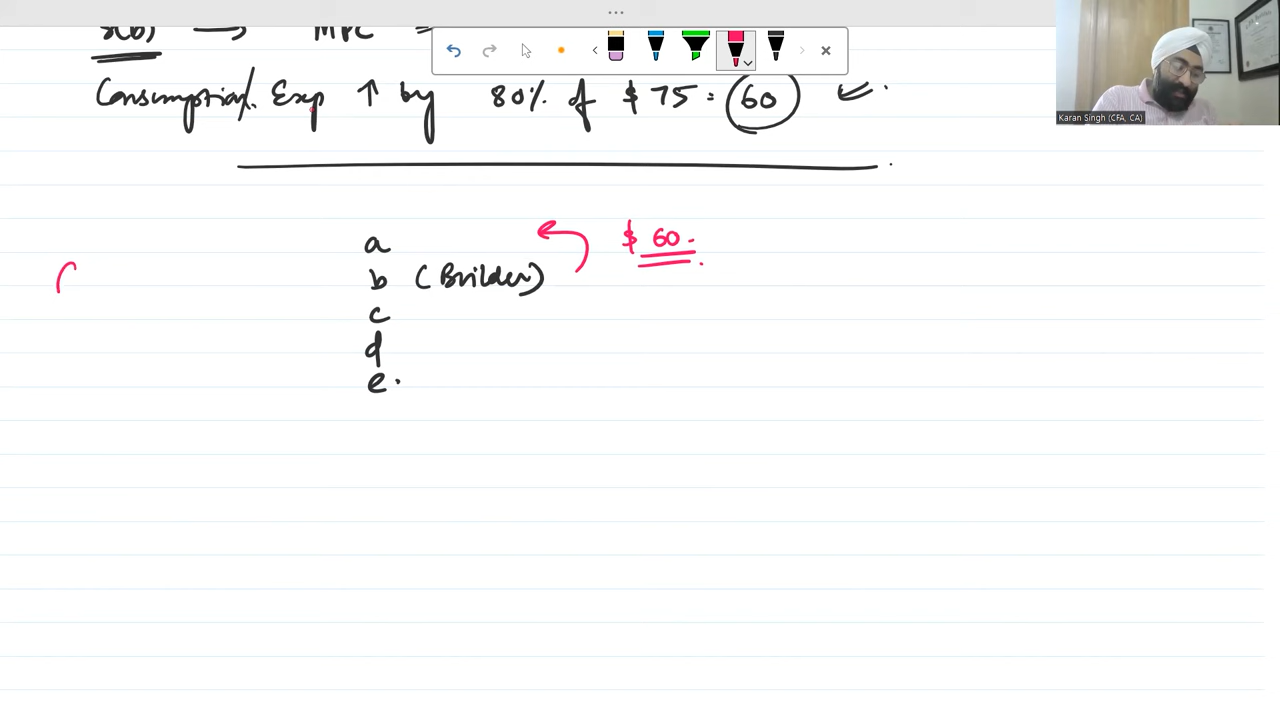 MPC =
Consumption/. Exp ↑ by 80% of $ 75 = 60
Karan Singh (CFA, CA)
a
$ 60.
b (Builder)
c
d
e.